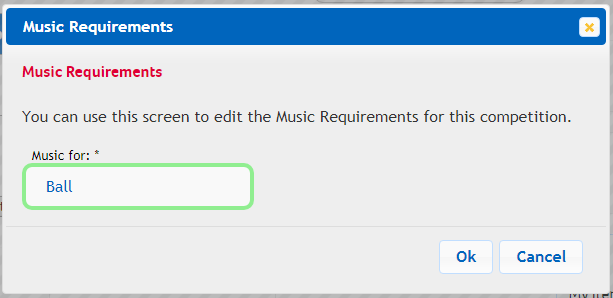 Music Requirements
Music Requirements
You can use this screen to edit the Music Requirements for this competition.
Music for: *
Ball
Ok Cancel